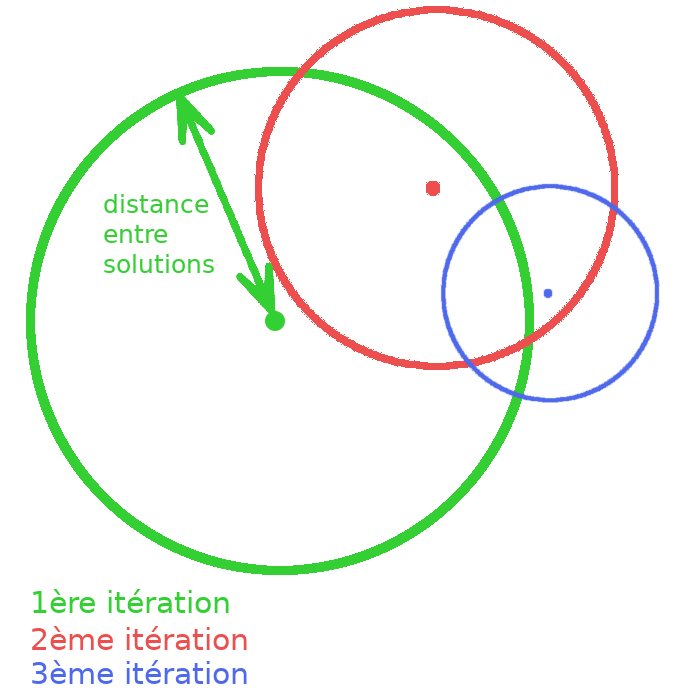 distance
entre
solutions
1ère itération
2ème itération
3ème itération